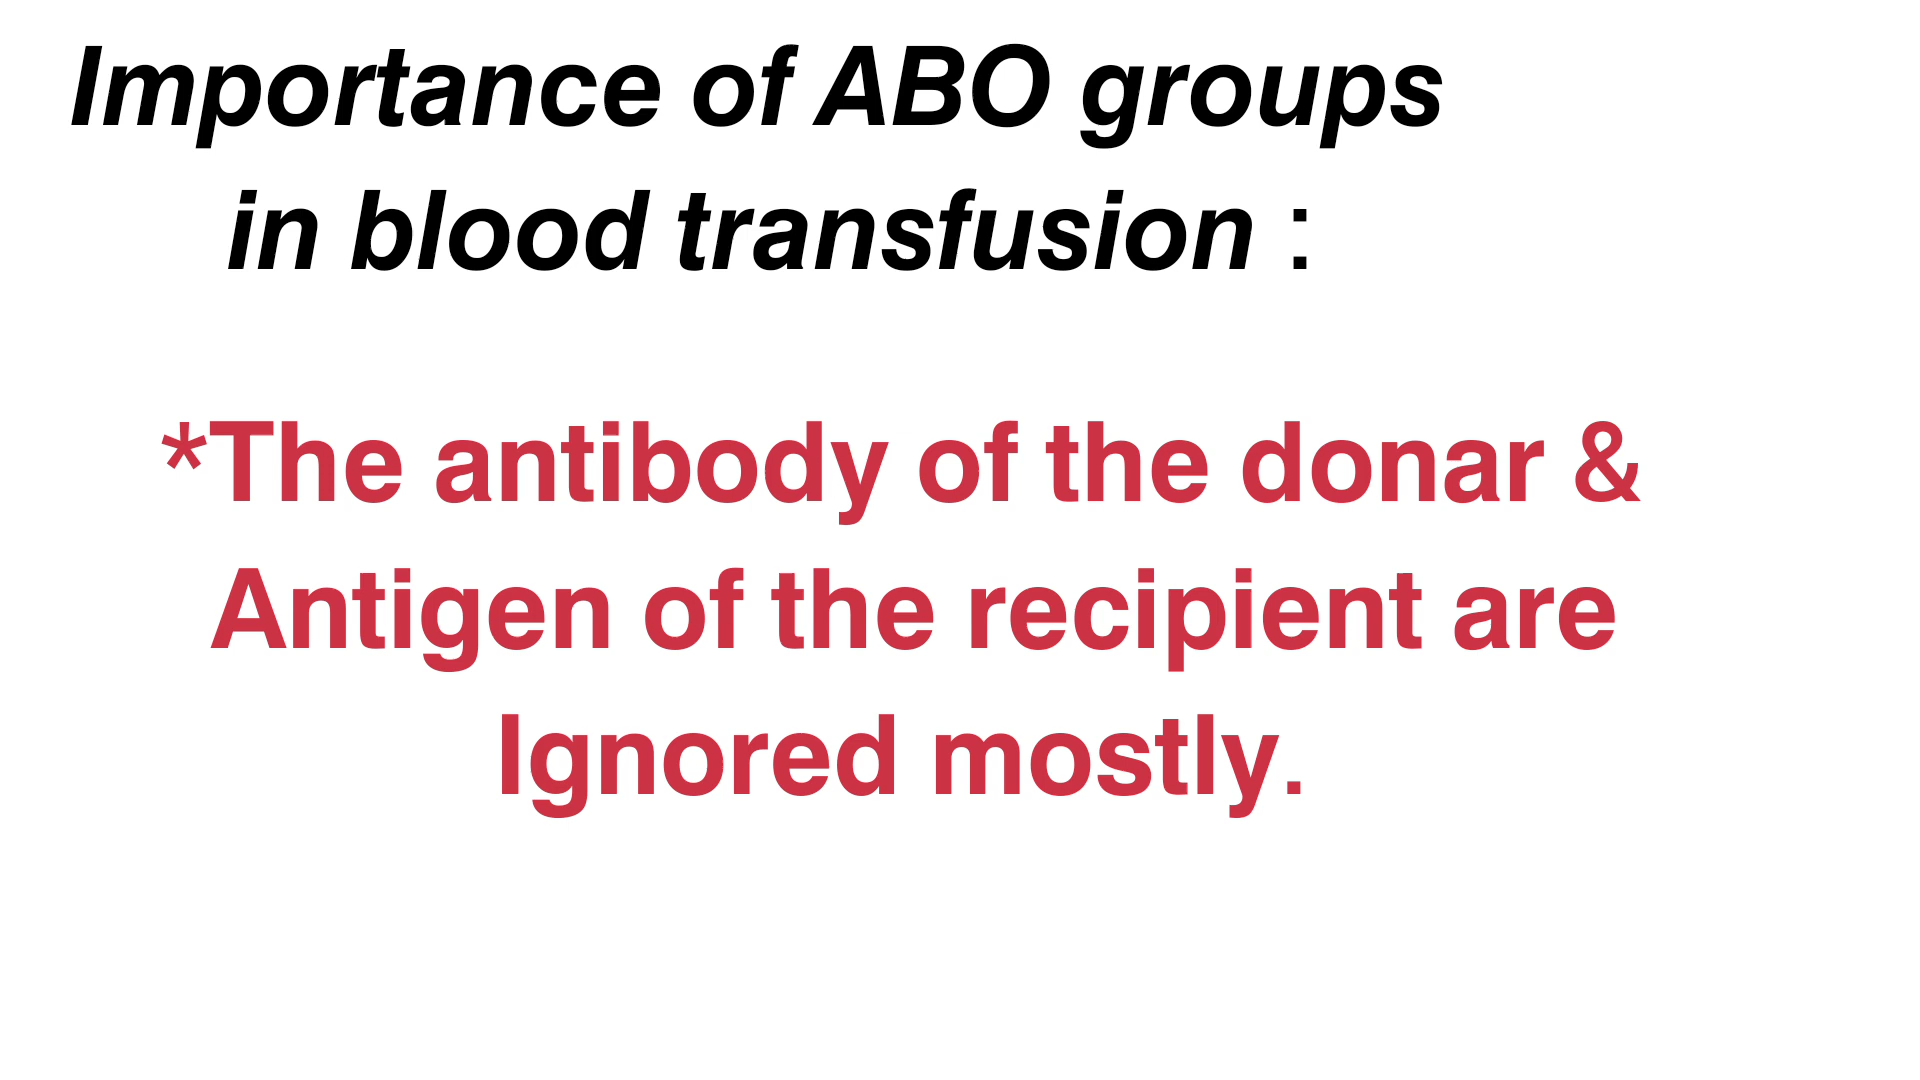 Importance of ABO groups
in blood transfusion :
*The antibody of the donar &
Antigen of the recipient are
Ignored mostly.